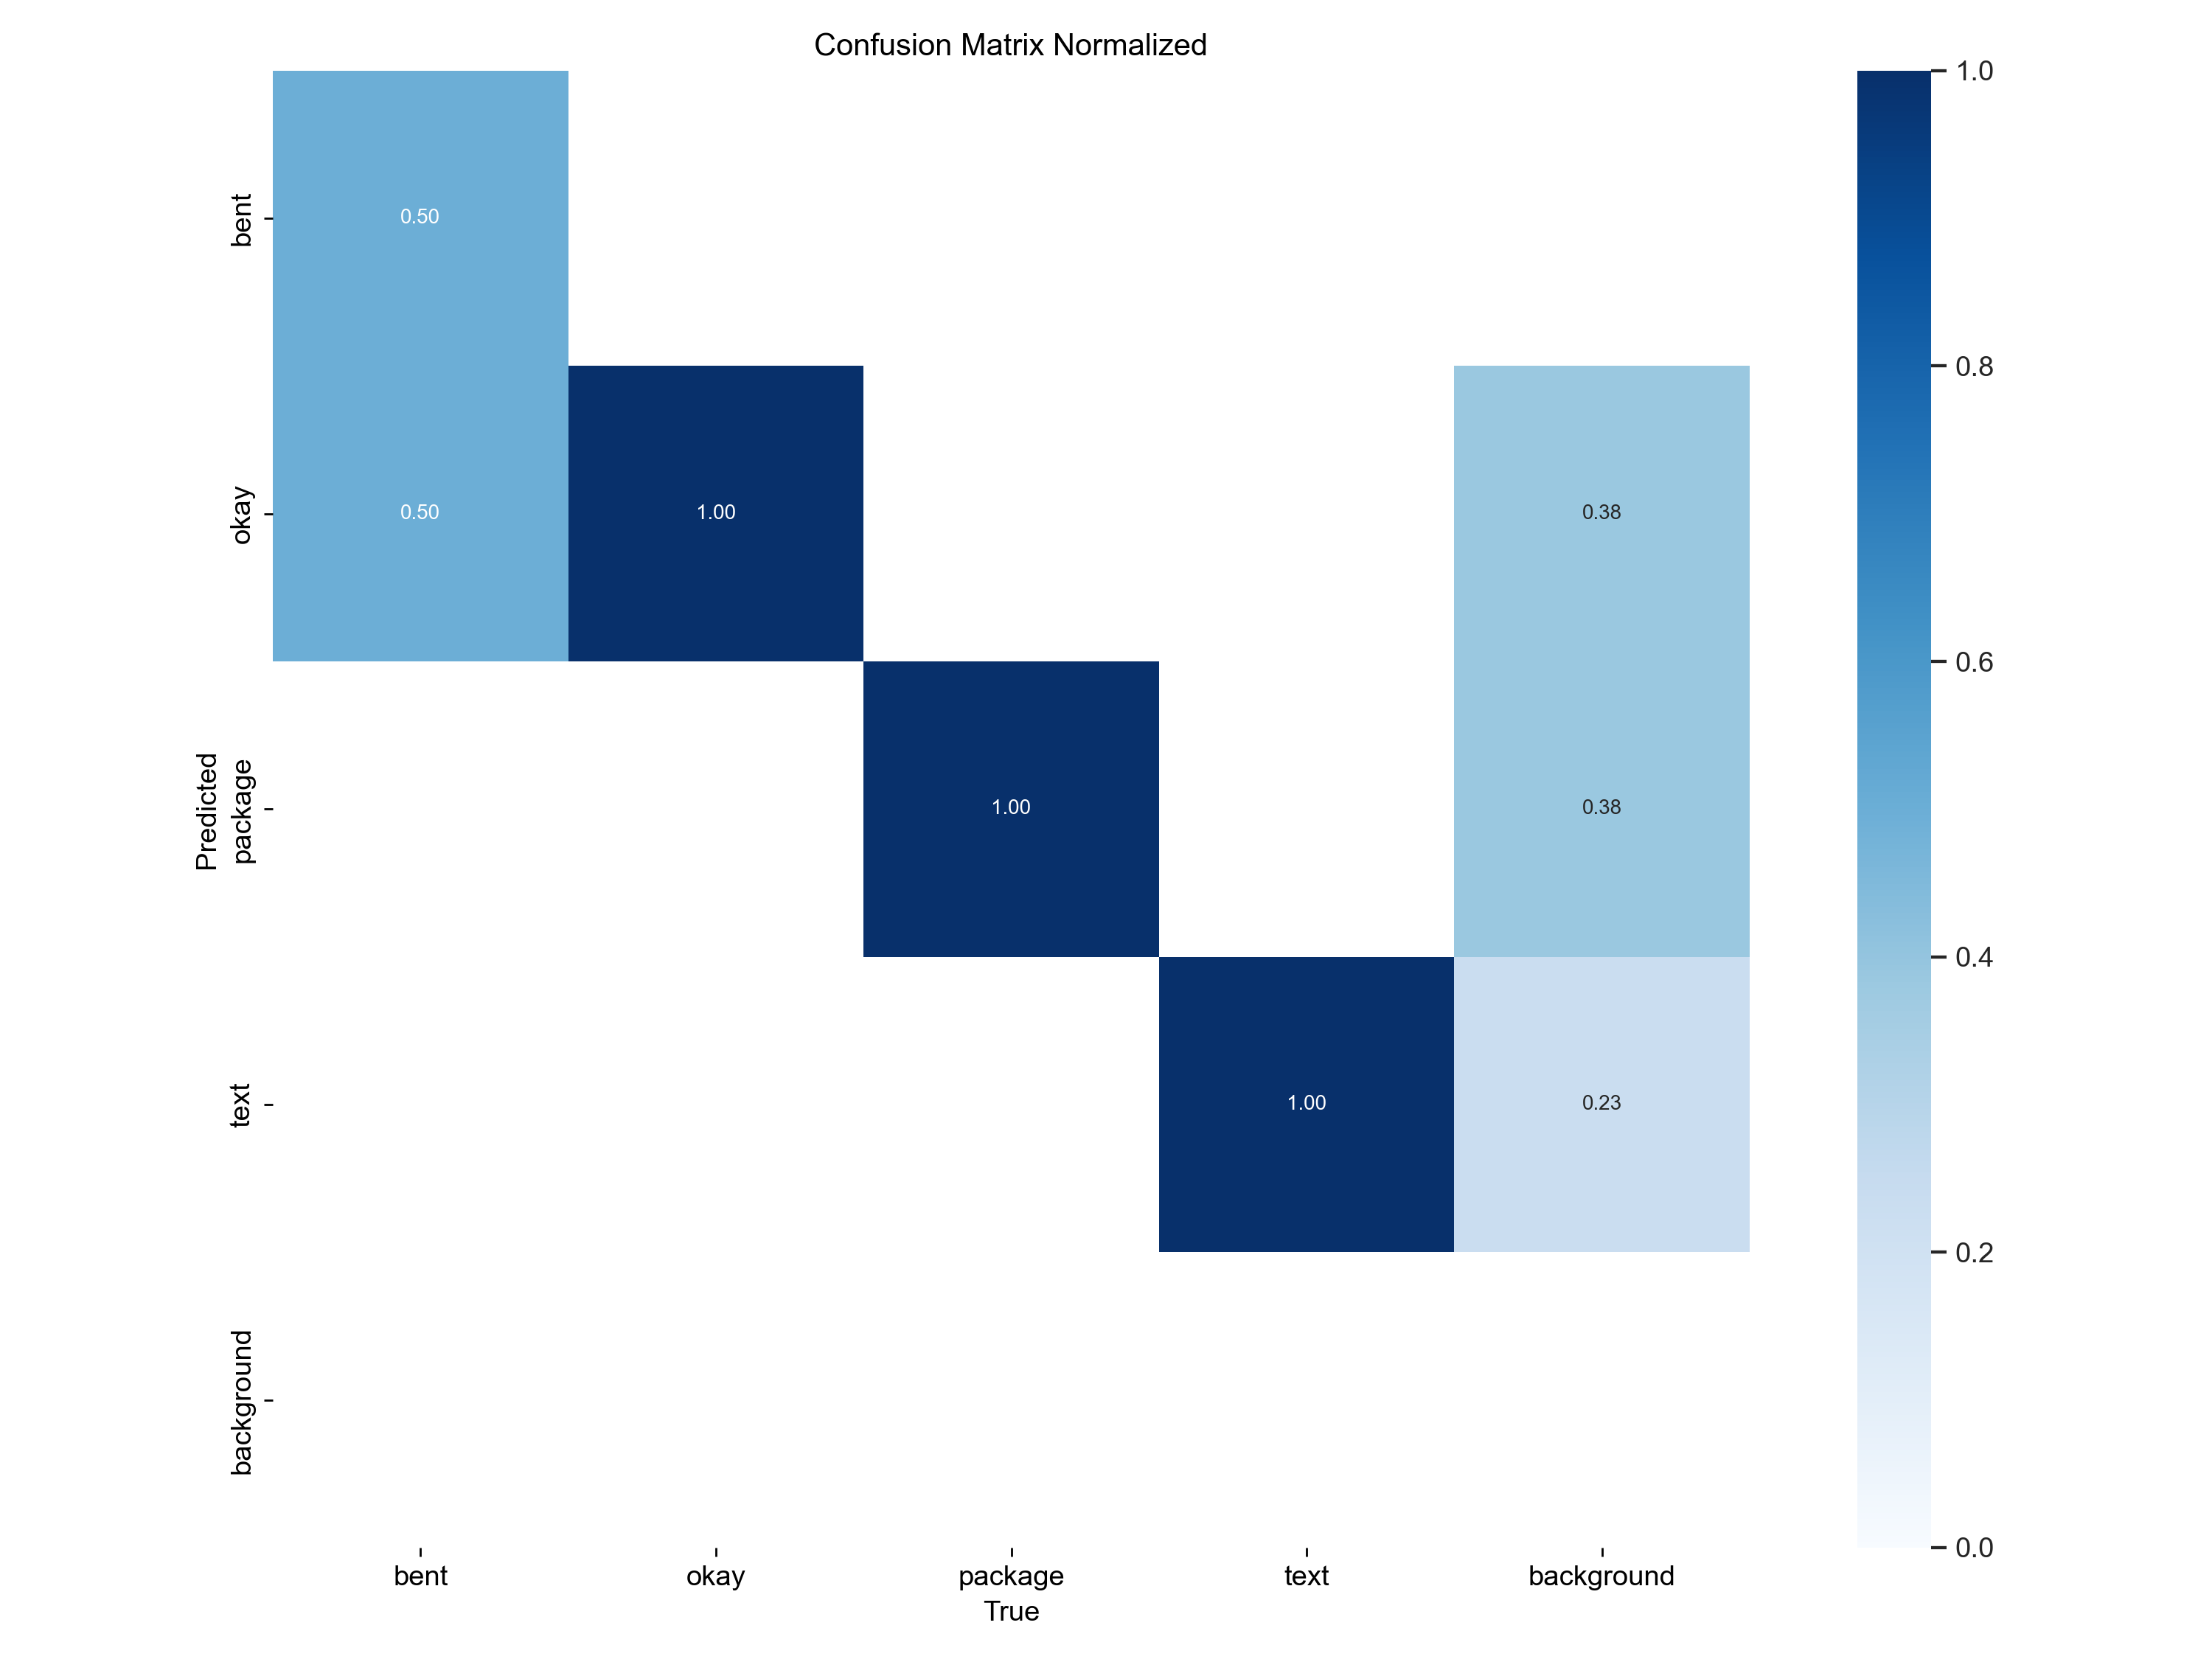 Confusion Matrix Normalized
1.0
bent
0.50
0.8
okay
0.50
1.00
0.38
0.6
Predicted
package
1.00
0.38
0.4
text
1.00
0.23
0.2
background
0.0
bent
okay
package
text
background
True